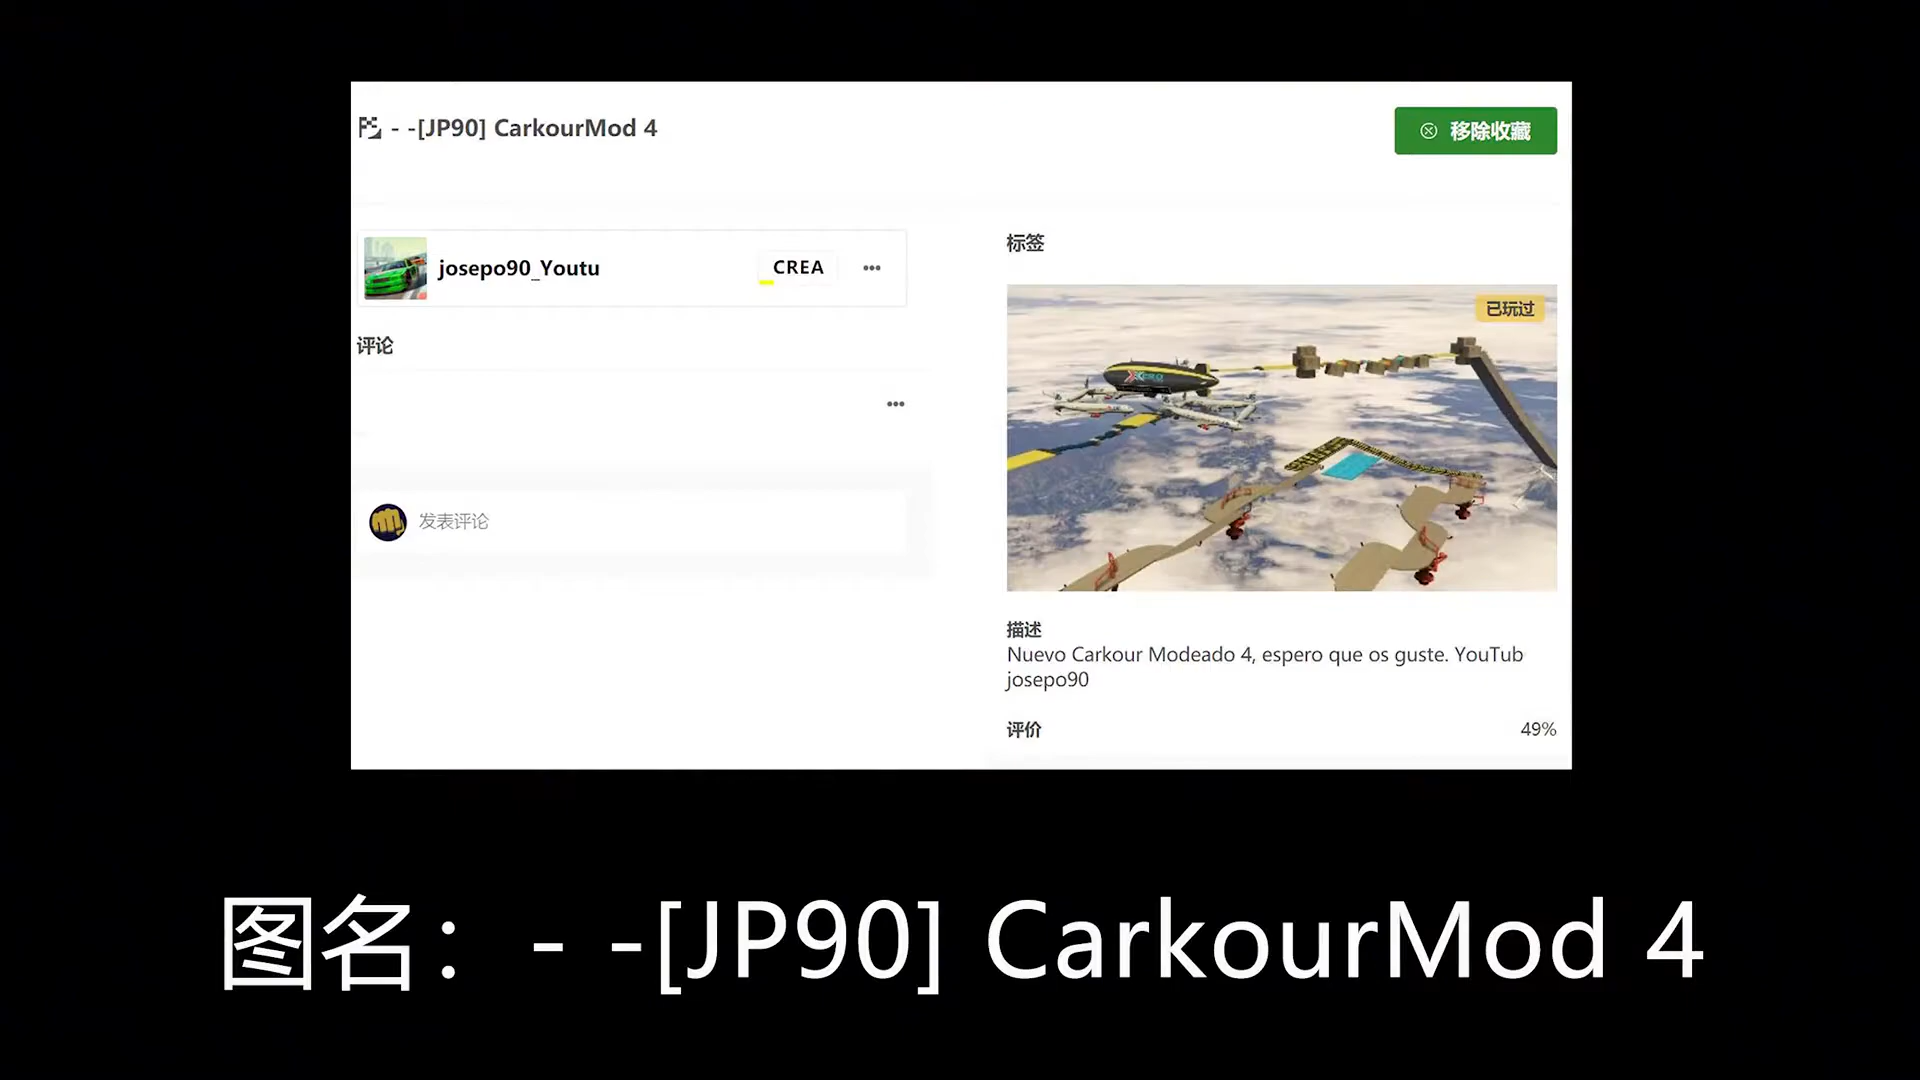 - -[JP90] CarkourMod 4
移除收藏
josepo90_Youtu
CREA
评论
发表评论
标签
已玩过
描述
Nuevo Carkour Modeado 4, espero que os guste. YouTub
josepo90
评价
49%
图名：- -[JP90] CarkourMod 4